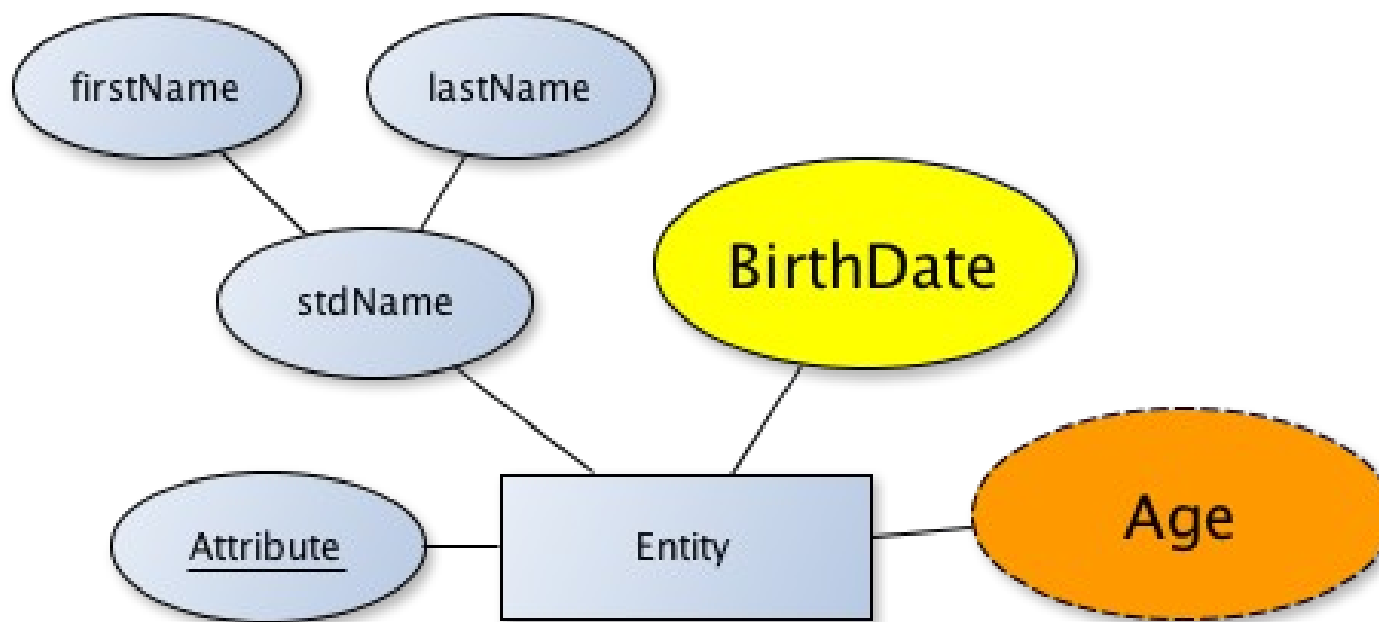 firstName
lastName
BirthDate
stdName
Age
Attribute
Entity